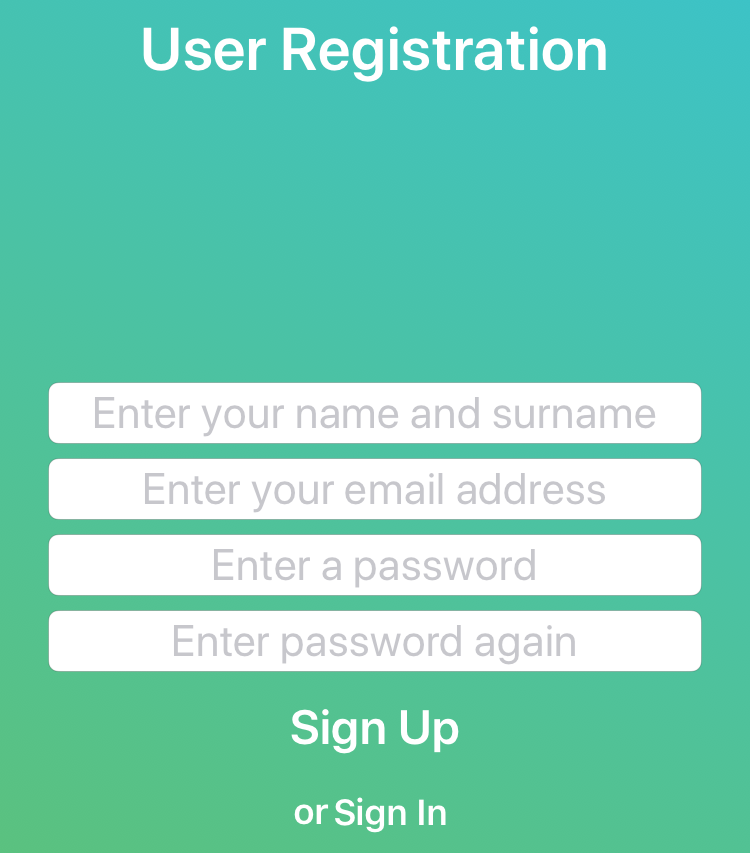 User Registration
Enter your name and surname
Enter your email address
Enter a password
Enter password again
Sign Up
or Sign In